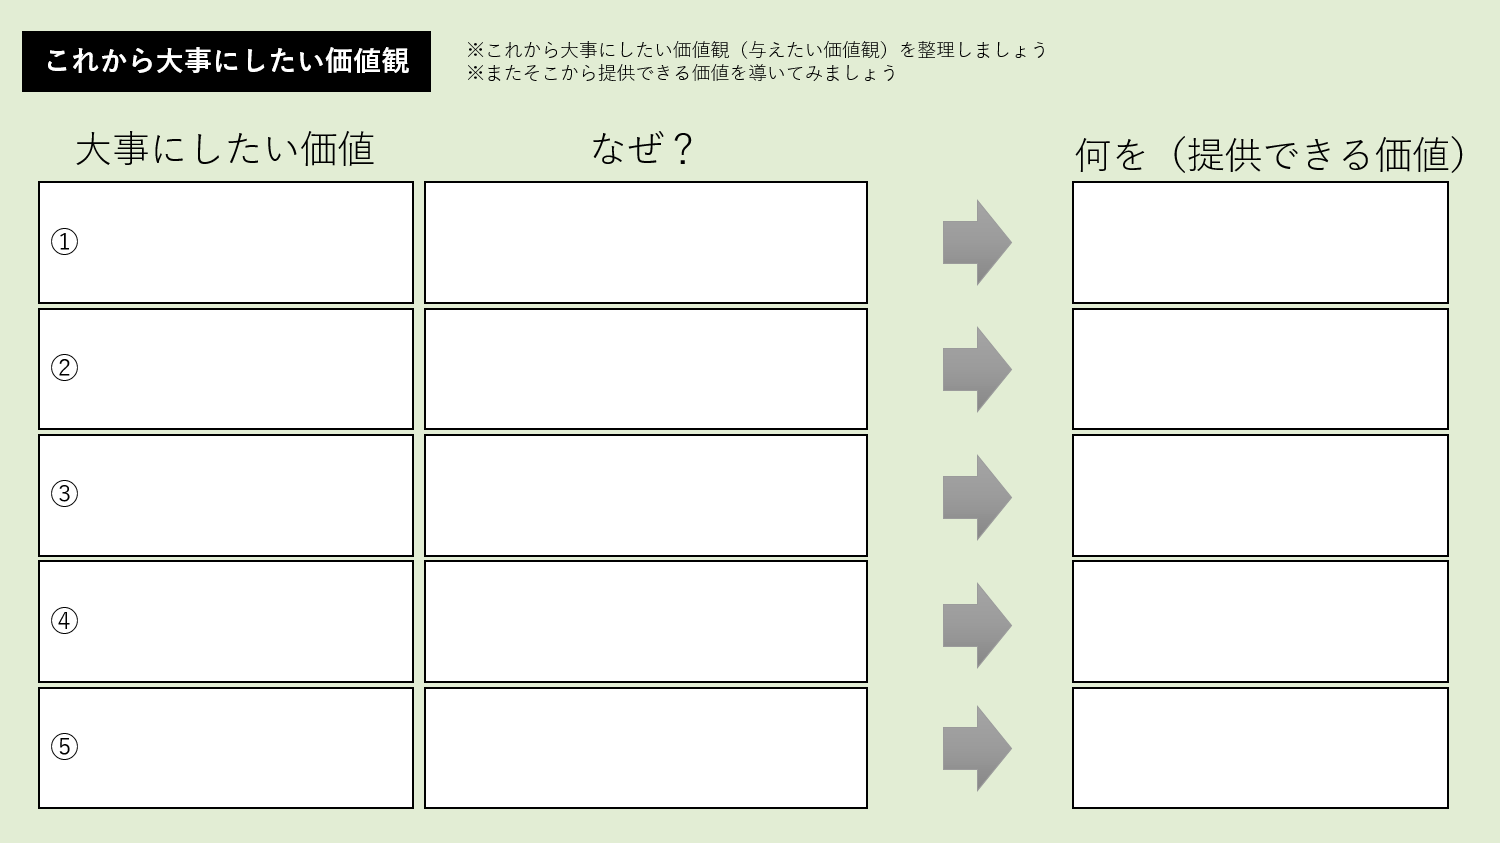 これから大事にしたい価値観
※これから大事にしたい価値観（与えたい価値観）を整理しましょう
※またそこから提供できる価値を導いてみましょう
大事にしたい価値
なぜ？
何を（提供できる価値）
①
②
③
④
⑤